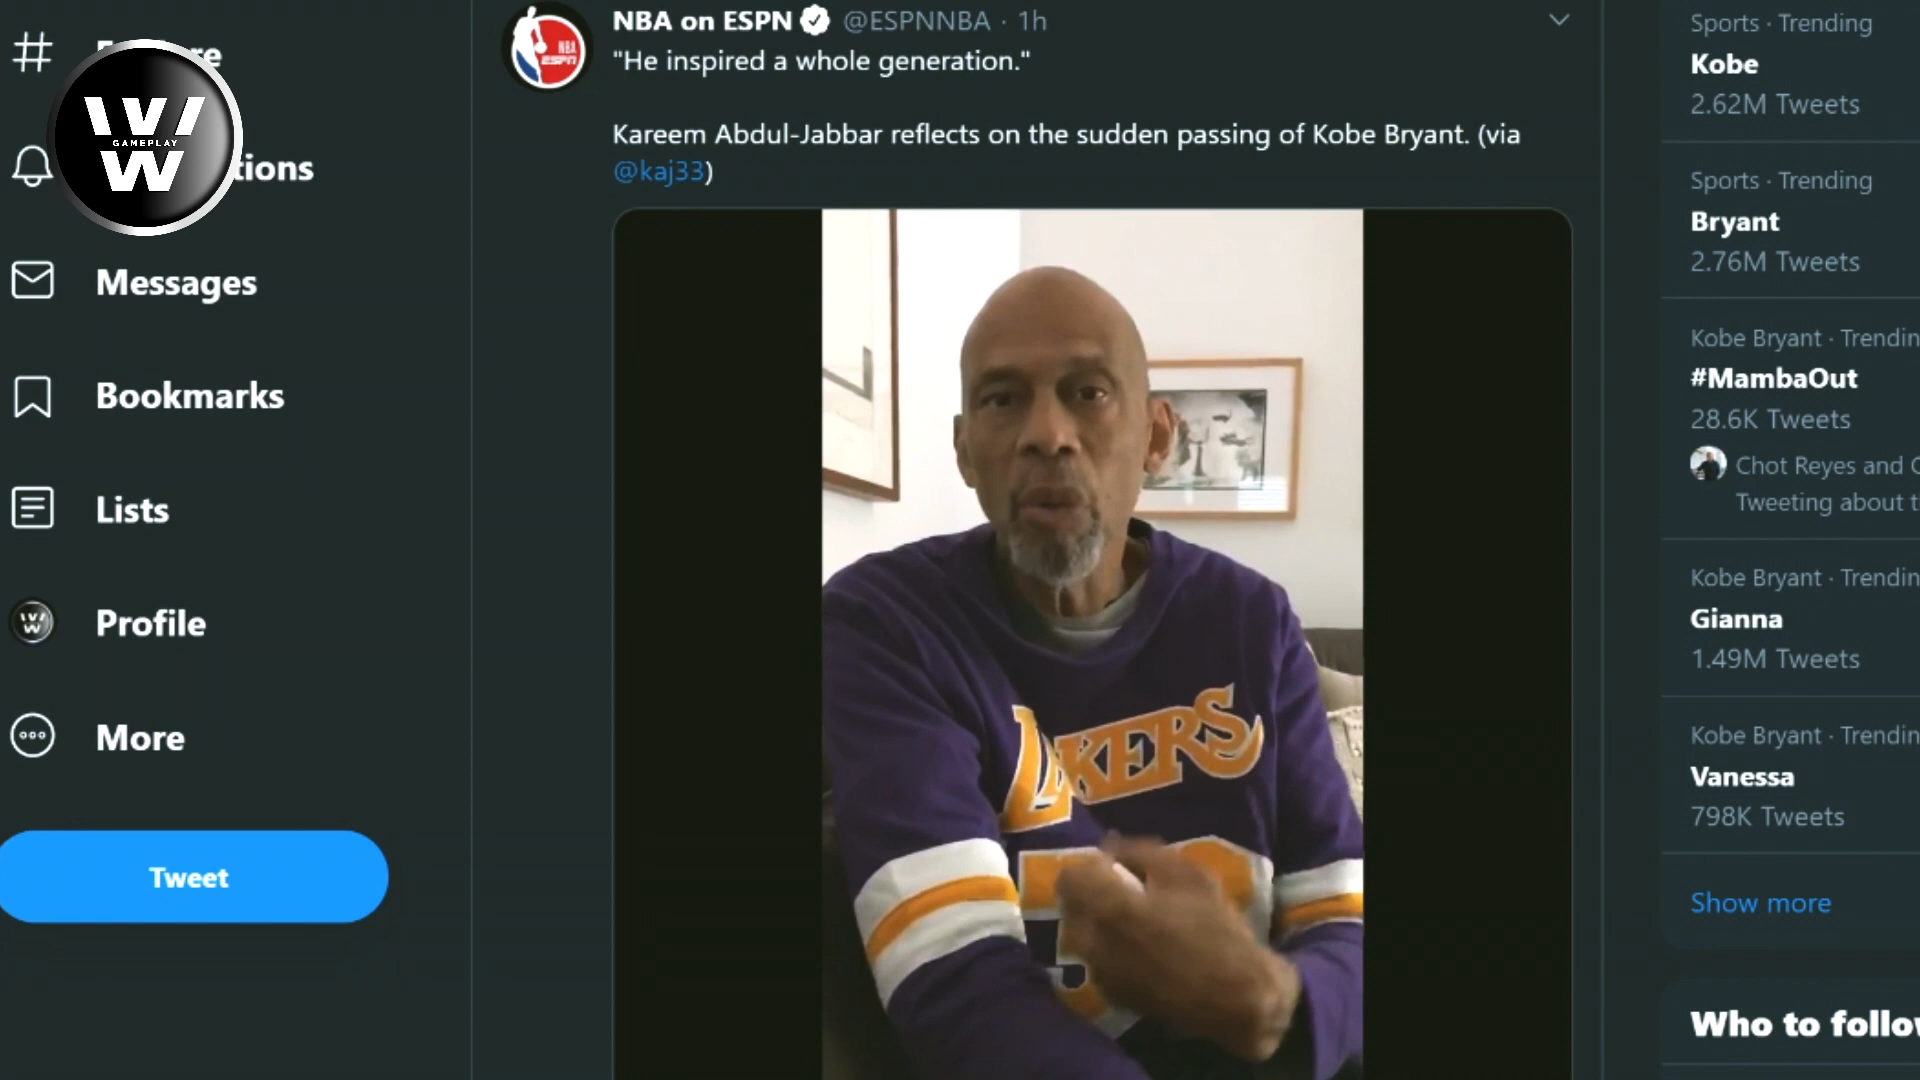 NBA on ESPN @ESPNNBA · 1h
"He inspired a whole generation."
Kareem Abdul-Jabbar reflects on the sudden passing of Kobe Bryant. (via
@kaj33)
NBA
ESPN
LAKERS
GAMEPLAY
W
Messages
Bookmarks
Lists
Profile
More
Tweet
Sports · Trending
Kobe
2.62M Tweets
Sports · Trending
Bryant
2.76M Tweets
Kobe Bryant · Trendin
#MambaOut
28.6K Tweets
Chot Reyes and
Tweeting about t
Kobe Bryant · Trendin
Gianna
1.49M Tweets
Kobe Bryant · Trendin
Vanessa
798K Tweets
Show more
Who to follow